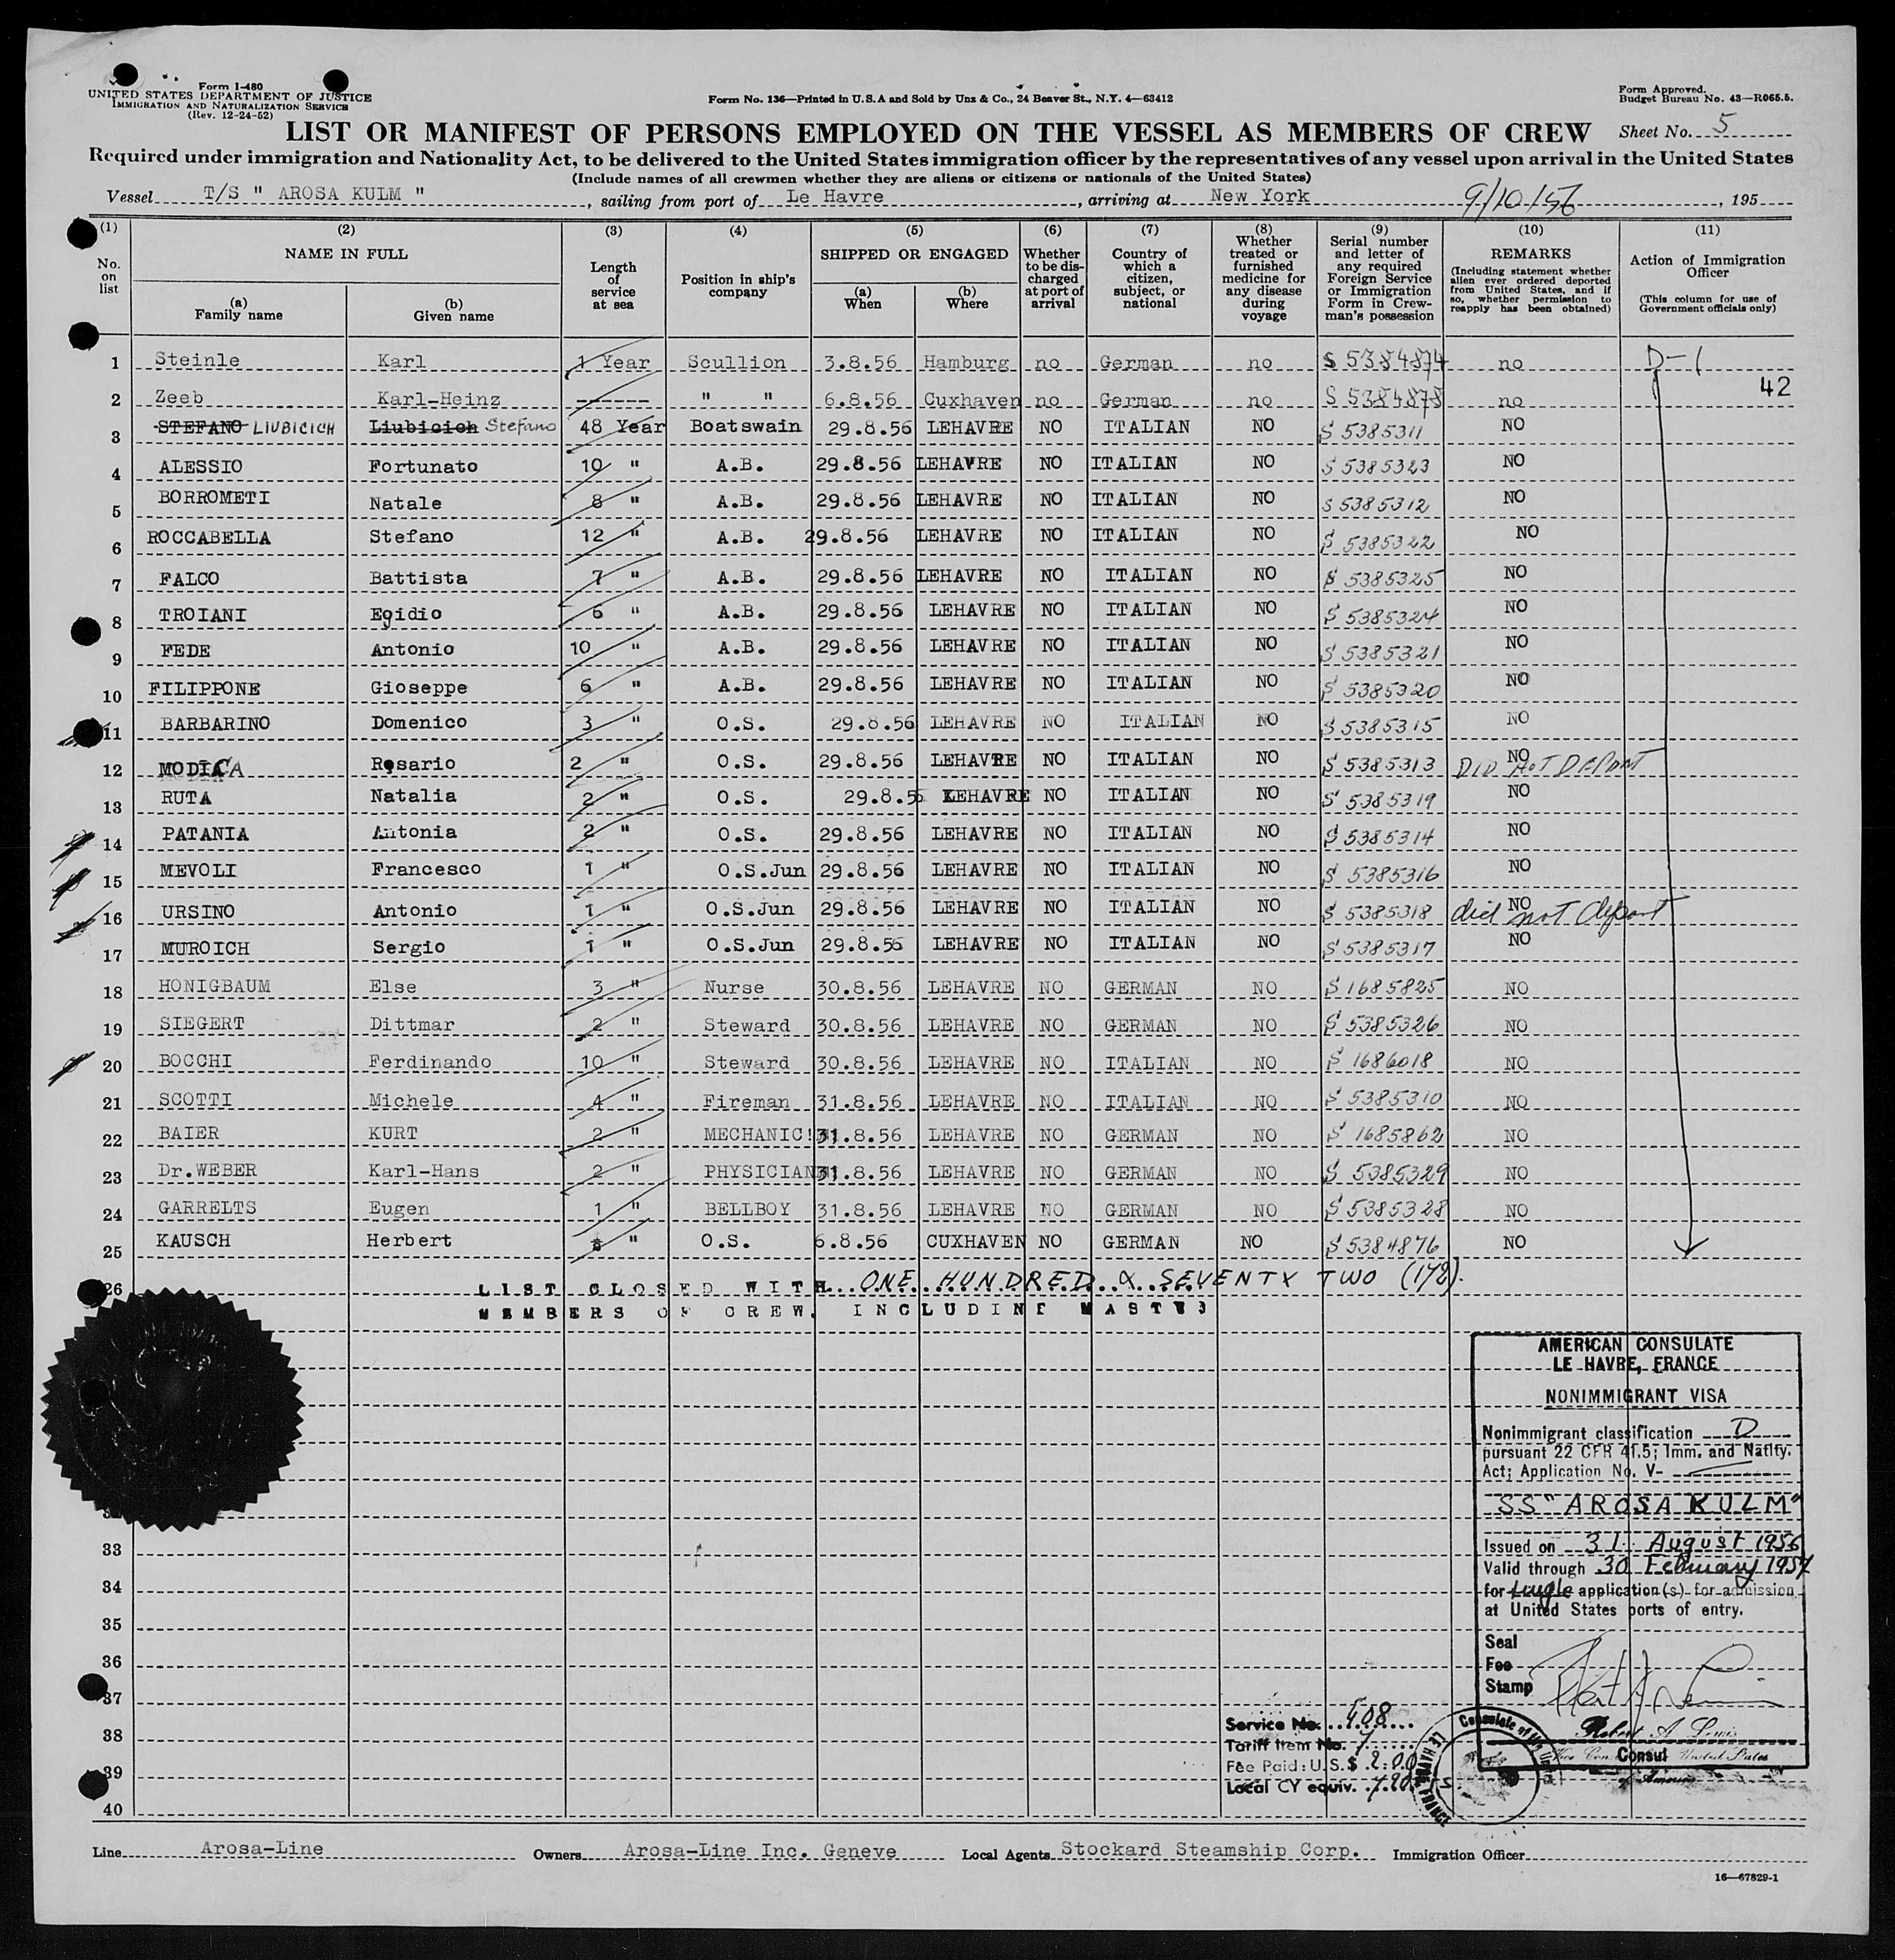 Form I-480
UNITED STATES DEPARTMENT OF JUSTICE
IMMIGRATION AND NATURALIZATION SERVICE
(Rev. 12-24-52)
Form No. 136—Printed in U.S.A and Sold by Unz & Co., 24 Beaver St., N.Y. 4—63412
Form Approved.
Budget Bureau No. 43—R065.5.
LIST OR MANIFEST OF PERSONS EMPLOYED ON THE VESSEL AS MEMBERS OF CREW Sheet No. 5
Required under immigration and Nationality Act, to be delivered to the United States immigration officer by the representatives of any vessel upon arrival in the United States
(Include names of all crewmen whether they are aliens or citizens or nationals of the United States)
Vessel T/S " AROSA KULM ", sailing from port of Le Havre, arriving at New York 9/10/56, 195
(1) No. on list
(2) NAME IN FULL
(a) Family name
(b) Given name
(3) Length of service at sea
(4) Position in ship's company
(5) SHIPPED OR ENGAGED
(a) When
(b) Where
(6) Whether to be discharged at port of arrival
(7) Country of which a citizen, subject, or national
(8) Whether treated or furnished medicine for any disease during voyage
(9) Serial number and letter of any required Foreign Service or Immigration Form in Crewman's possession
(10) REMARKS (Including statement whether alien ever ordered deported from United States, and if so, whether permission to reapply has been obtained)
(11) Action of Immigration Officer (This column for use of Government officials only)
1 Steinle Karl 1 Year Scullion 3.8.56 Hamburg no German no S 5384874 no D-1
2 Zeeb Karl-Heinz ------ " " 6.8.56 Cuxhaven no German no S 5384878 no 42
3 STEFANO LIUBICICH Liubicich Stefano 48 Year Boatswain 29.8.56 LEHAVRE NO ITALIAN NO S 5385311 NO
4 ALESSIO Fortunato 10 " A.B. 29.8.56 LEHAVRE NO ITALIAN NO S 5385323 NO
5 BORROMETI Natale 8 " A.B. 29.8.56 LEHAVRE NO ITALIAN NO S 5385312 NO
6 ROCCABELLA Stefano 12 " A.B. 29.8.56 LEHAVRE NO ITALIAN NO S 5385322 NO
7 FALCO Battista 7 " A.B. 29.8.56 LEHAVRE NO ITALIAN NO S 5385325 NO
8 TROIANI Egidio 6 " A.B. 29.8.56 LEHAVRE NO ITALIAN NO S 5385324 NO
9 FEDE Antonio 10 " A.B. 29.8.56 LEHAVRE NO ITALIAN NO S 5385321 NO
10 FILIPPONE Gioseppe 6 " A.B. 29.8.56 LEHAVRE NO ITALIAN NO S 5385320 NO
11 BARBARINO Domenico 3 " O.S. 29.8.56 LEHAVRE NO ITALIAN NO S 5385315 NO
12 MODICA Rosario 2 " O.S. 29.8.56 LEHAVRE NO ITALIAN NO S 5385313 NO DID NOT DEPART
13 RUTA Natalia 2 " O.S. 29.8.56 LEHAVRE NO ITALIAN NO S 5385319 NO
14 PATANIA Antonia 2 " O.S. 29.8.56 LEHAVRE NO ITALIAN NO S 5385314 NO
15 MEVOLI Francesco 1 " O.S.Jun 29.8.56 LEHAVRE NO ITALIAN NO S 5385316 NO
16 URSINO Antonio 1 " O.S.Jun 29.8.56 LEHAVRE NO ITALIAN NO S 5385318 NO did not depart
17 MUROICH Sergio 1 " O.S.Jun 29.8.56 LEHAVRE NO ITALIAN NO S 5385317 NO
18 HONIGBAUM Else 3 " Nurse 30.8.56 LEHAVRE NO GERMAN NO S 1685825 NO
19 SIEGERT Dittmar 2 " Steward 30.8.56 LEHAVRE NO GERMAN NO S 5385326 NO
20 BOCCHI Ferdinando 10 " Steward 30.8.56 LEHAVRE NO ITALIAN NO S 1686018 NO
21 SCOTTI Michele 4 " Fireman 31.8.56 LEHAVRE NO ITALIAN NO S 5385310 NO
22 BAIER KURT 2 " MECHANIC 31.8.56 LEHAVRE NO GERMAN NO S 1685862 NO
23 Dr.WEBER Karl-Hans 2 " PHYSICIAN 31.8.56 LEHAVRE NO GERMAN NO S 5385329 NO
24 GARRELTS Eugen 1 " BELLBOY 31.8.56 LEHAVRE NO GERMAN NO S 5385328 NO
25 KAUSCH Herbert " O.S. 6.8.56 CUXHAVEN NO GERMAN NO S 5384876 NO
26 LIST CLOSED WITH ONE HUNDRED & SEVENTY TWO (172).
MEMBERS OF CREW. INCLUDING MASTER
AMERICAN CONSULATE
LE HAVRE, FRANCE
NONIMMIGRANT VISA
Nonimmigrant classification D
pursuant 22 CFR 41.5; Imm. and Natlty.
Act; Application No. V-
SS "AROSA KULM"
Issued on 31 August 1956
Valid through 30 February 1957
for single application(s) for admission
at United States ports of entry.
Seal
Fee
Stamp
Robert A Lewis
Vice Consul Consul United States
of America
33
34
35
36
37
38
39
40
Service No. 408
Tariff Item No. 7
Fee Paid: U.S.$ 2.00
Local CY equiv.
LE HAVRE, FRANCE
Line Arosa-Line Owners Arosa-Line Inc. Geneve Local Agents Stockard Steamship Corp. Immigration Officer
16—67829-1